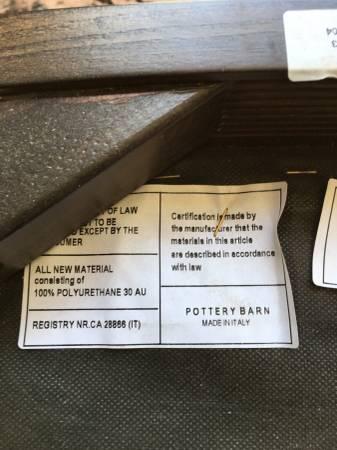 OF LAW
TO BE
EXCEPT BY THE
UMER
ALL NEW MATERIAL
consisting of
100% POLYURETHANE 30 AU
REGISTRY NR.CA 28866 (IT)
Certification is made by
the manufacturer that the
materials in this article
are described in accordance
with law
POTTERY BARN
MADE IN ITALY